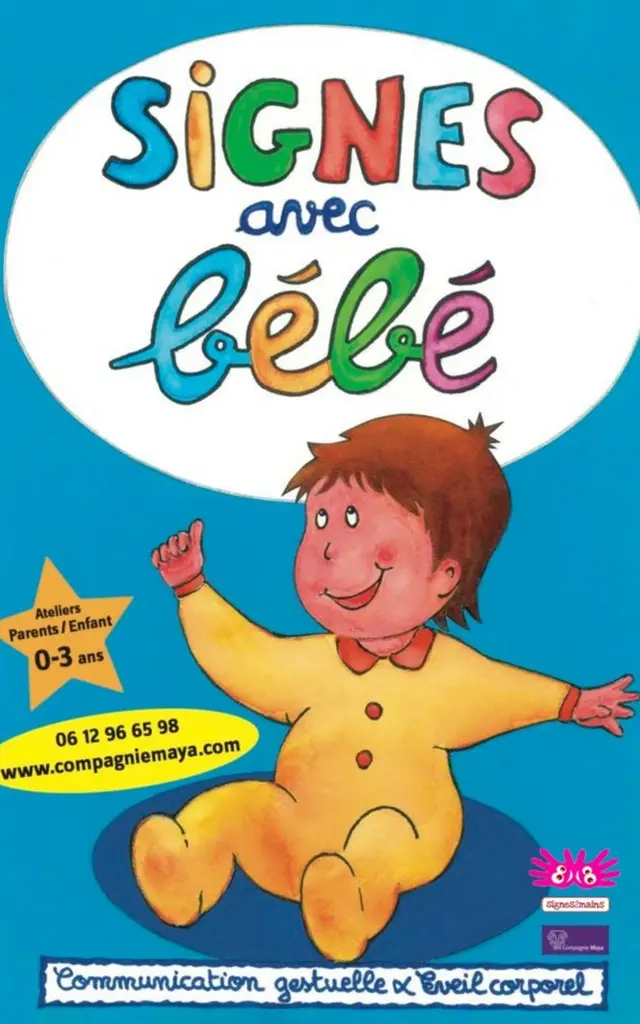 SiGNES
avec
bébé
Ateliers
Parents / Enfant
0-3 ans
06 12 96 65 98
www.compagniemaya.com
signes2mains
Compagnie Maya
Communication gestuelle & Eveil corporel